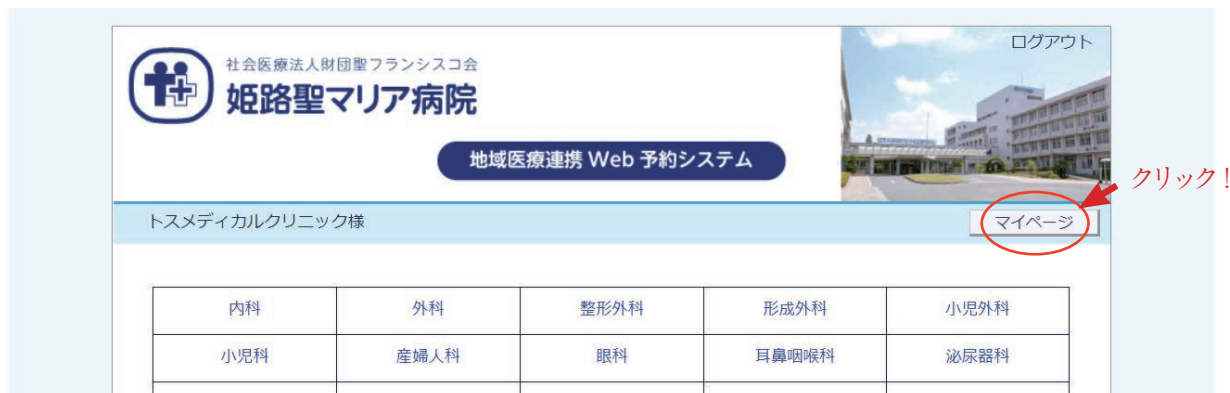 ログアウト
社会医療法人財団聖フランシスコ会
姫路聖マリア病院
地域医療連携 Web 予約システム
クリック！
トスメディカルクリニック様
マイページ
内科 外科 整形外科 形成外科 小児外科
小児科 産婦人科 眼科 耳鼻咽喉科 泌尿器科